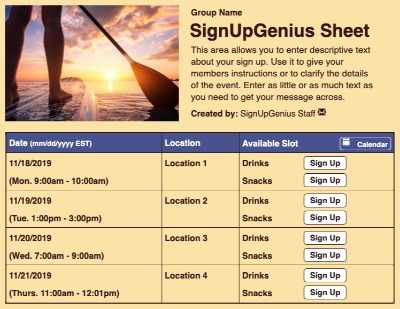 Group Name
SignUpGenius Sheet
This area allows you to enter descriptive text
about your sign up. Use it to give your
members instructions or to clarify the details
of the event. Enter as little or as much text as
you need to get your message across.
Created by: SignUpGenius Staff
Date (mm/dd/yyyy EST) Location Available Slot Calendar
11/18/2019 Location 1 Drinks Sign Up
(Mon. 9:00am - 10:00am) Snacks Sign Up
11/19/2019 Location 2 Drinks Sign Up
(Tue. 1:00pm - 3:00pm) Snacks Sign Up
11/20/2019 Location 3 Drinks Sign Up
(Wed. 7:00am - 9:00am) Snacks Sign Up
11/21/2019 Location 4 Drinks Sign Up
(Thurs. 11:00am - 12:01pm) Snacks Sign Up